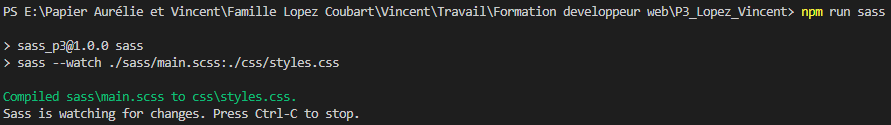 PS E:\Papier Aurélie et Vincent\Famille Lopez Coubart\Vincent\Travail\Formation developpeur web\P3_Lopez_Vincent> npm run sass
> sass_p3@1.0.0 sass
> sass --watch ./sass/main.scss:./css/styles.css
Compiled sass\main.scss to css\styles.css.
Sass is watching for changes. Press Ctrl-C to stop.